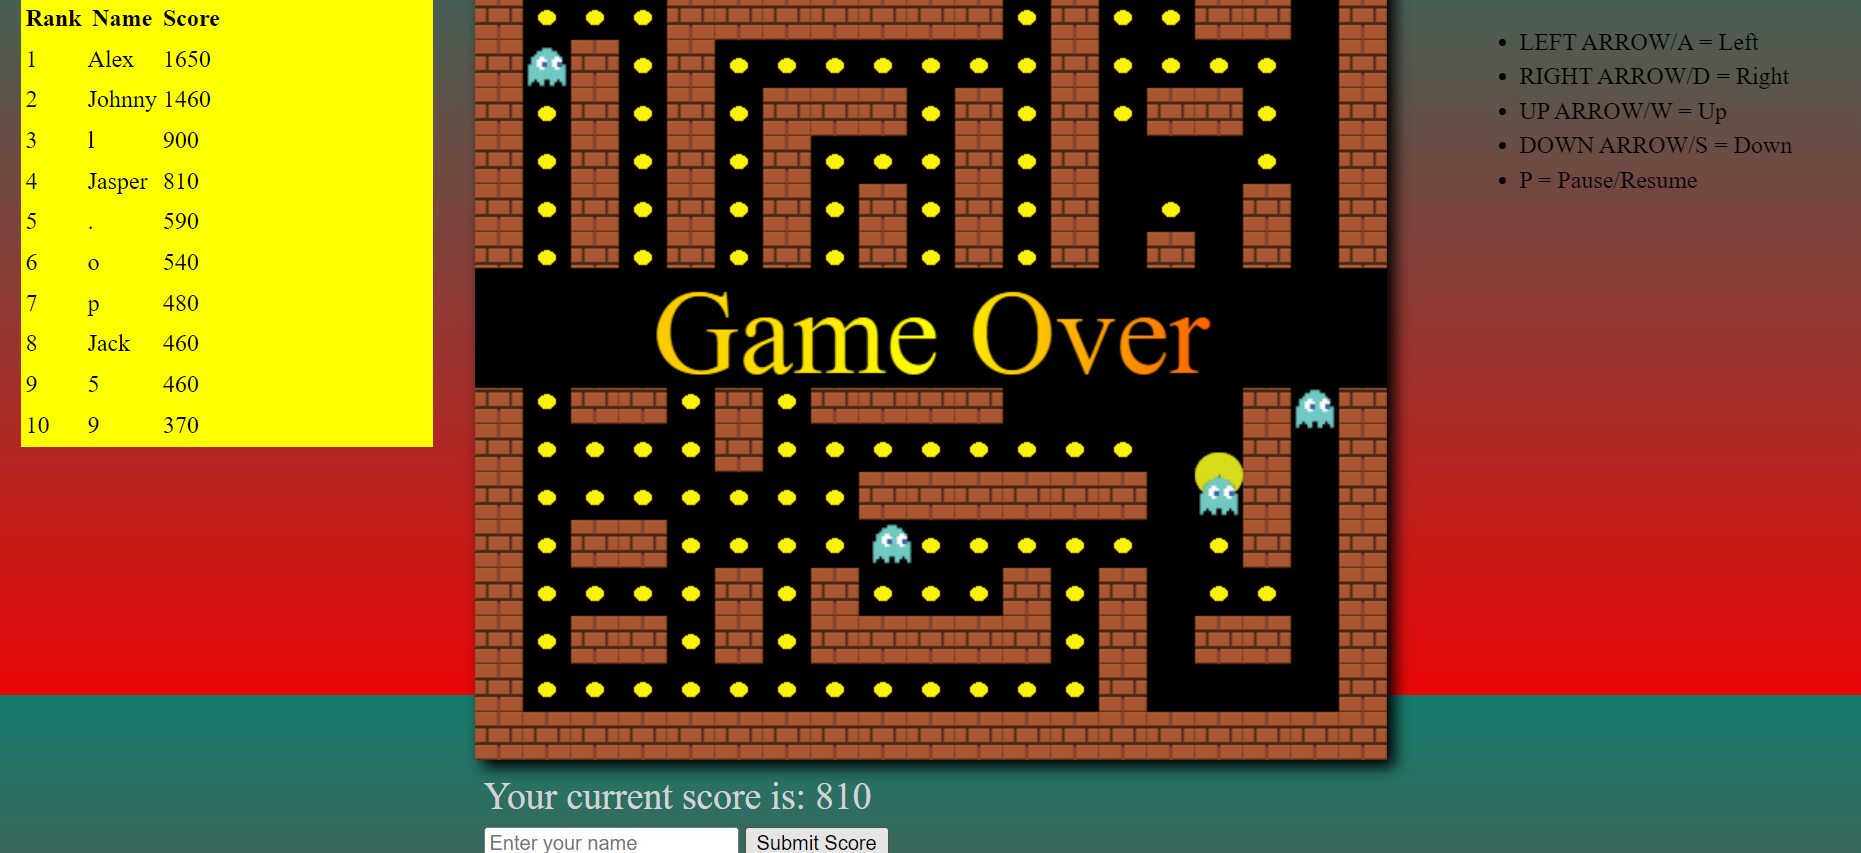 Rank Name Score
1 Alex 1650
2 Johnny 1460
3 l 900
4 Jasper 810
5 . 590
6 o 540
7 p 480
8 Jack 460
9 5 460
10 9 370
Game Over
Your current score is: 810
Enter your name Submit Score
• LEFT ARROW/A = Left
• RIGHT ARROW/D = Right
• UP ARROW/W = Up
• DOWN ARROW/S = Down
• P = Pause/Resume